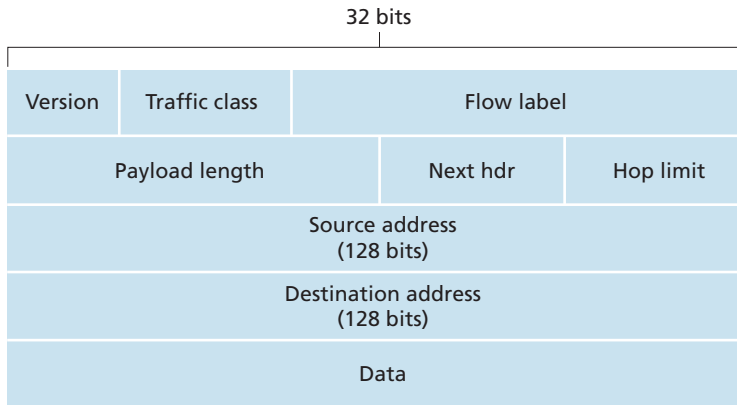 32 bits
Version Traffic class Flow label
Payload length Next hdr Hop limit
Source address
(128 bits)
Destination address
(128 bits)
Data